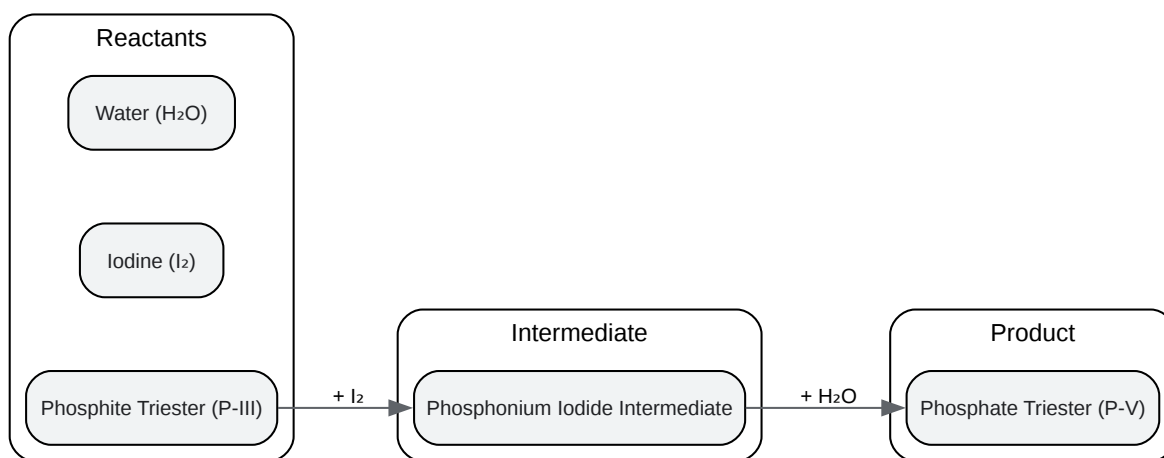 Reactants
Water (H₂O)
Iodine (I₂)
Phosphite Triester (P-III)
+ I₂
Intermediate
Phosphonium Iodide Intermediate
+ H₂O
Product
Phosphate Triester (P-V)